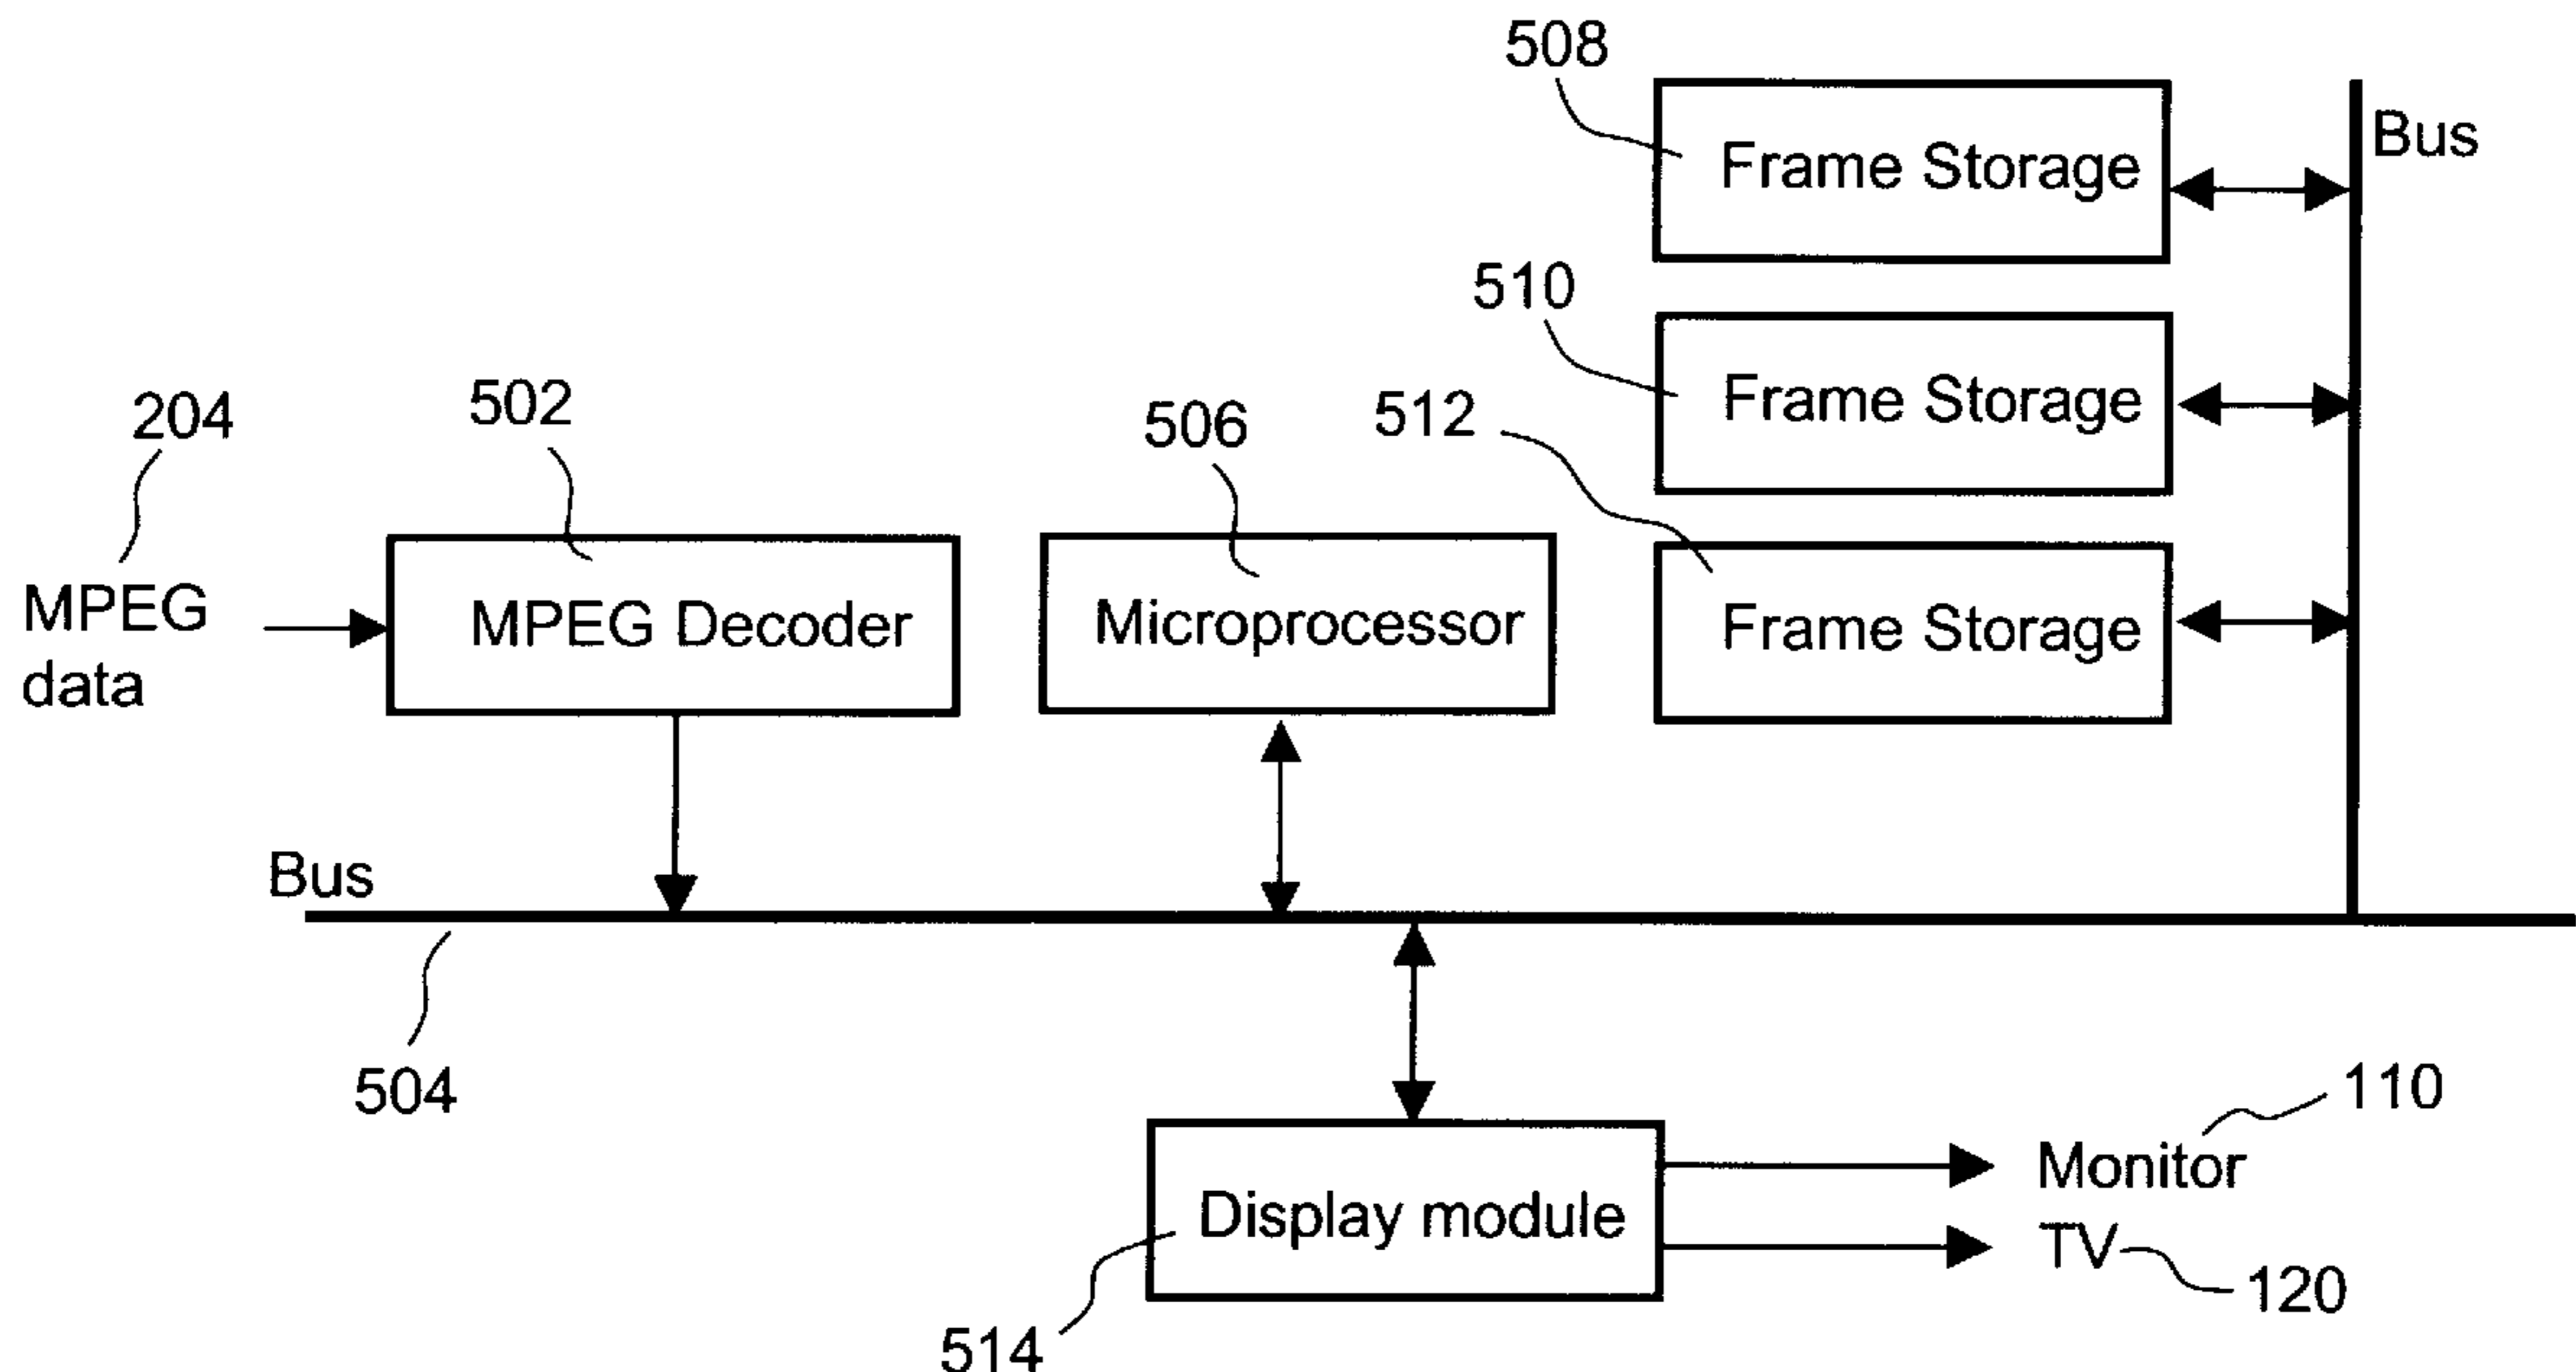 508
Frame Storage
Bus
510
Frame Storage
512
204
502
506
MPEG
data
MPEG Decoder
Microprocessor
Frame Storage
Bus
504
110
Monitor
Display module
TV
120
514